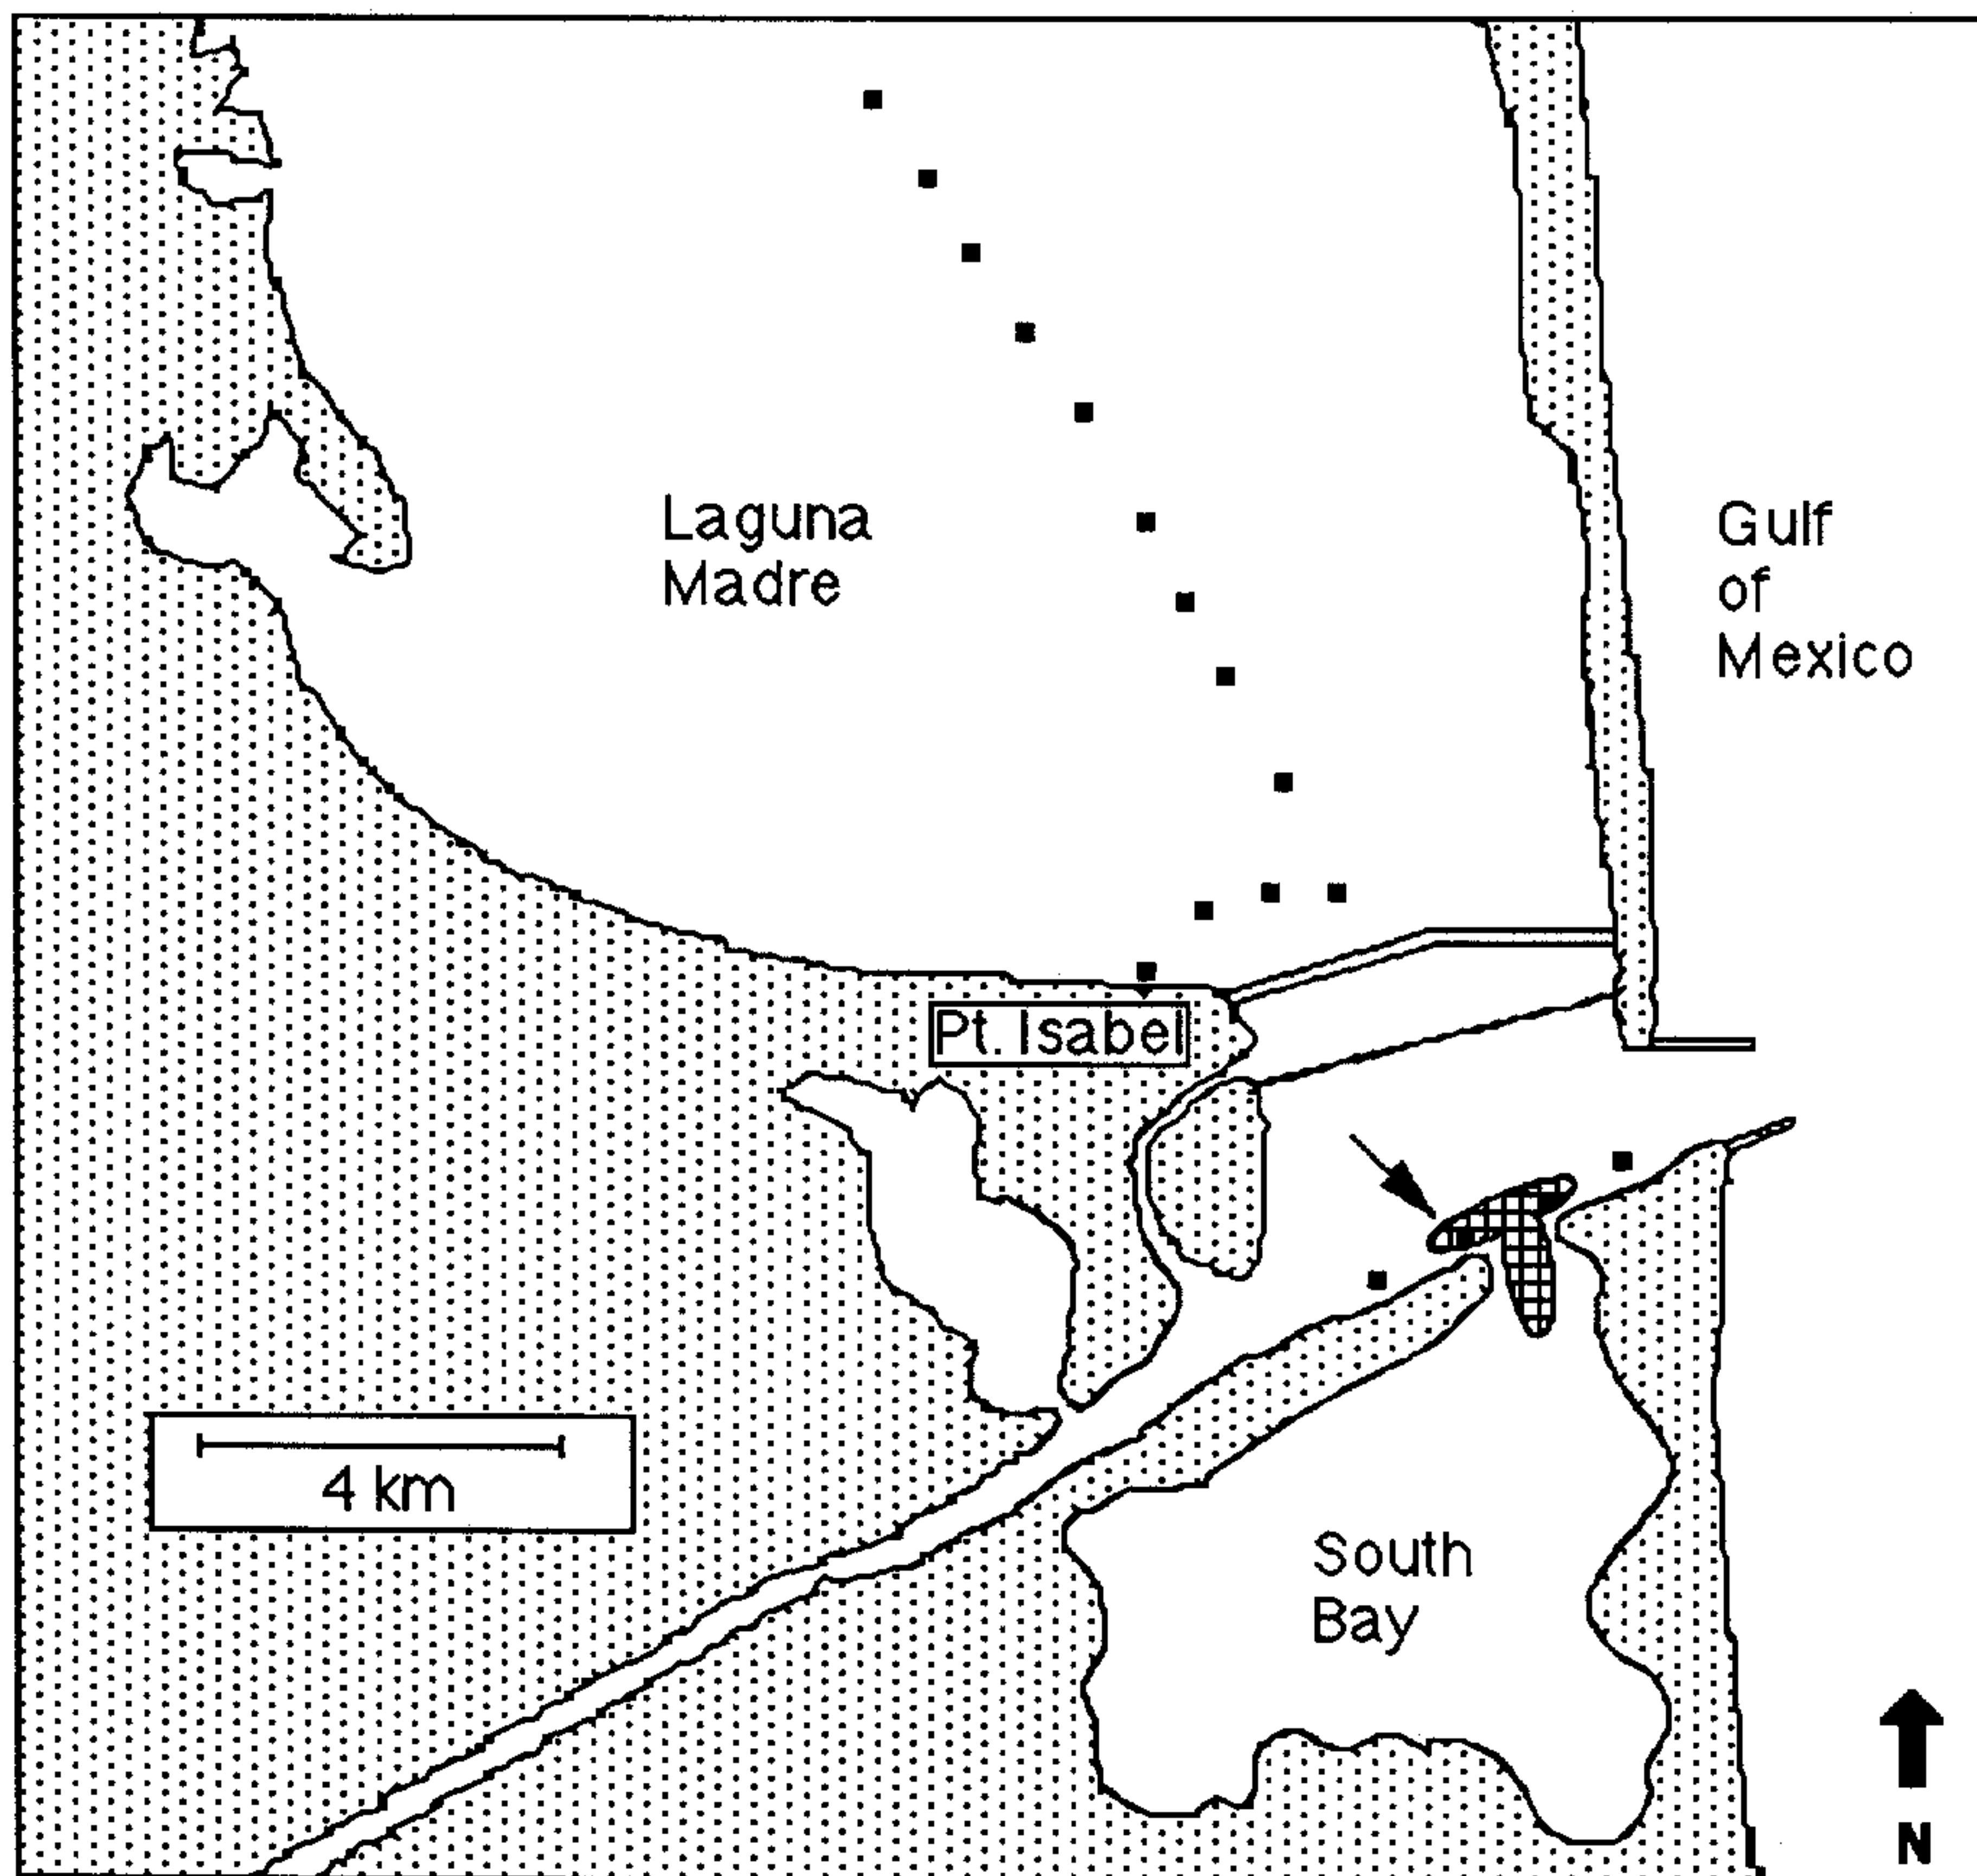 Laguna
Madre
Gulf
of
Mexico
Pt. Isabel
4 km
South
Bay
N